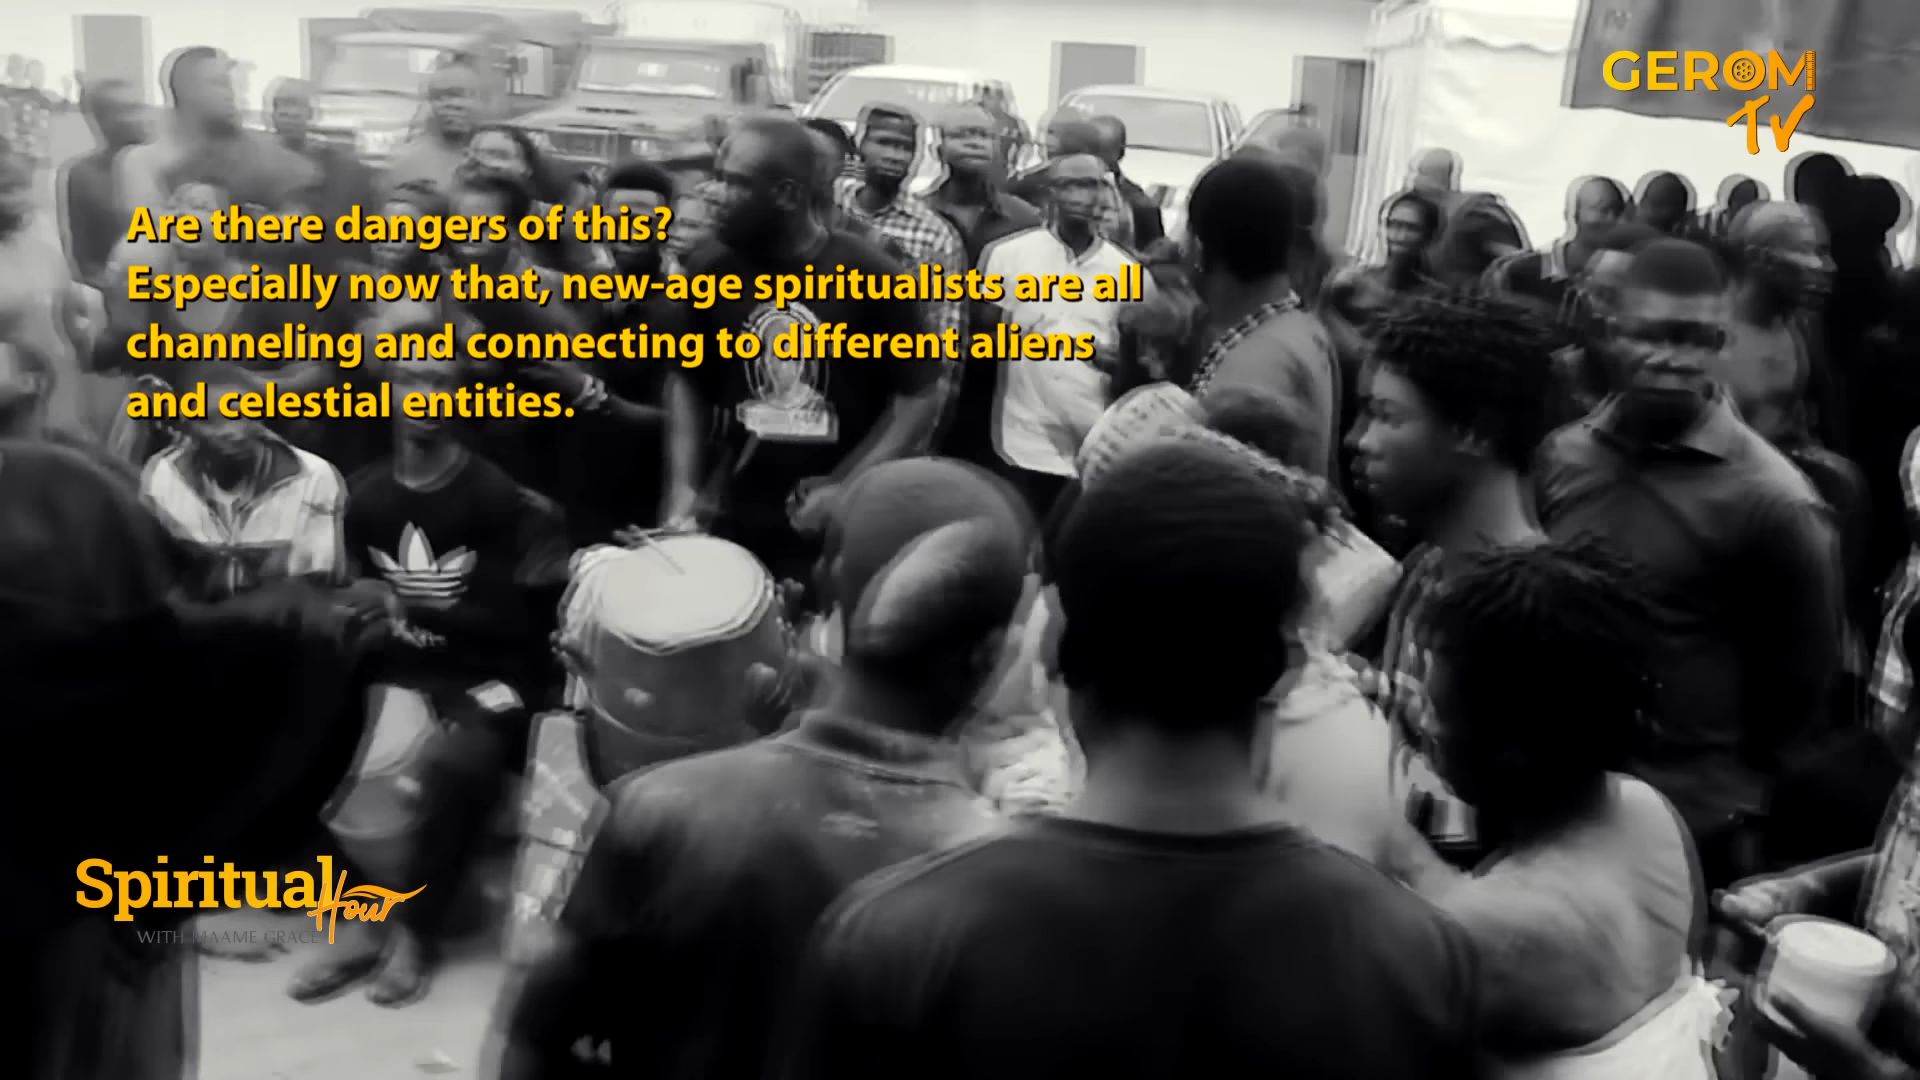 GEROM
TV
Are there dangers of this?
Especially now that, new-age spiritualists are all
channeling and connecting to different aliens
and celestial entities.
Spiritual
Hour
WITH MAAME GRACE